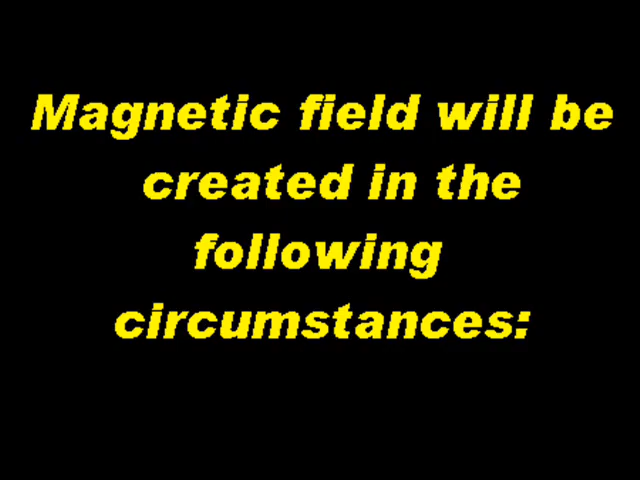 Magnetic field will be
created in the
following
circumstances: